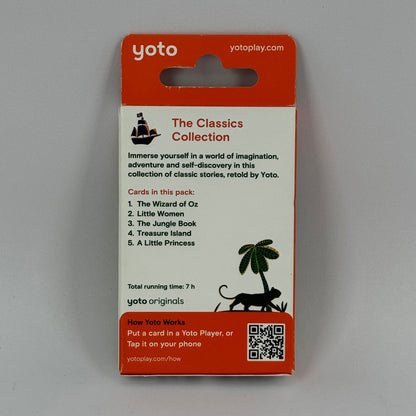 yoto yotoplay.com
The Classics
Collection
Immerse yourself in a world of imagination,
adventure and self-discovery in this
collection of classic stories, retold by Yoto.
Cards in this pack:
1. The Wizard of Oz
2. Little Women
3. The Jungle Book
4. Treasure Island
5. A Little Princess
Total running time: 7 h
yoto originals
How Yoto Works
Put a card in a Yoto Player, or
Tap it on your phone
yotoplay.com/how